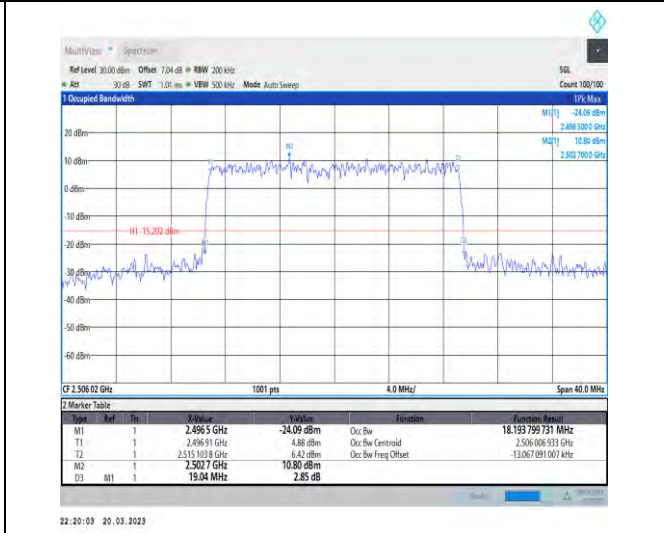 MultiView Spectrum
Ref Level 30.00 dBm Offset 7.04 dB RBW 200 kHz SGL
Att 30 dB SWT 1.01 ms VBW 500 kHz Mode Auto Sweep Count 100/100
1 Occupied Bandwidth 1Pk Max
M1[1] -24.09 dBm
2.496 500 0 GHz
20 dBm
M2[1] 10.80 dBm
2.502 700 0 GHz
M2
10 dBm
T1
0 dBm
-10 dBm
H1 -15.202 dBm
-20 dBm
M1
-30 dBm
-40 dBm
-50 dBm
-60 dBm
CF 2.506 02 GHz 1001 pts 4.0 MHz/ Span 40.0 MHz
2 Marker Table
Type Ref Trc X-Value Y-Value Function Function Result
M1 1 2.496 5 GHz -24.09 dBm Occ Bw 18.193 799 731 MHz
T1 1 2.496 91 GHz 4.88 dBm Occ Bw Centroid 2.506 006 933 GHz
T2 1 2.515 103 8 GHz 6.42 dBm Occ Bw Freq Offset -13.067 091 007 kHz
M2 1 2.502 7 GHz 10.80 dBm
D3 M1 1 19.04 MHz 2.85 dB
22:20:03 20.03.2023